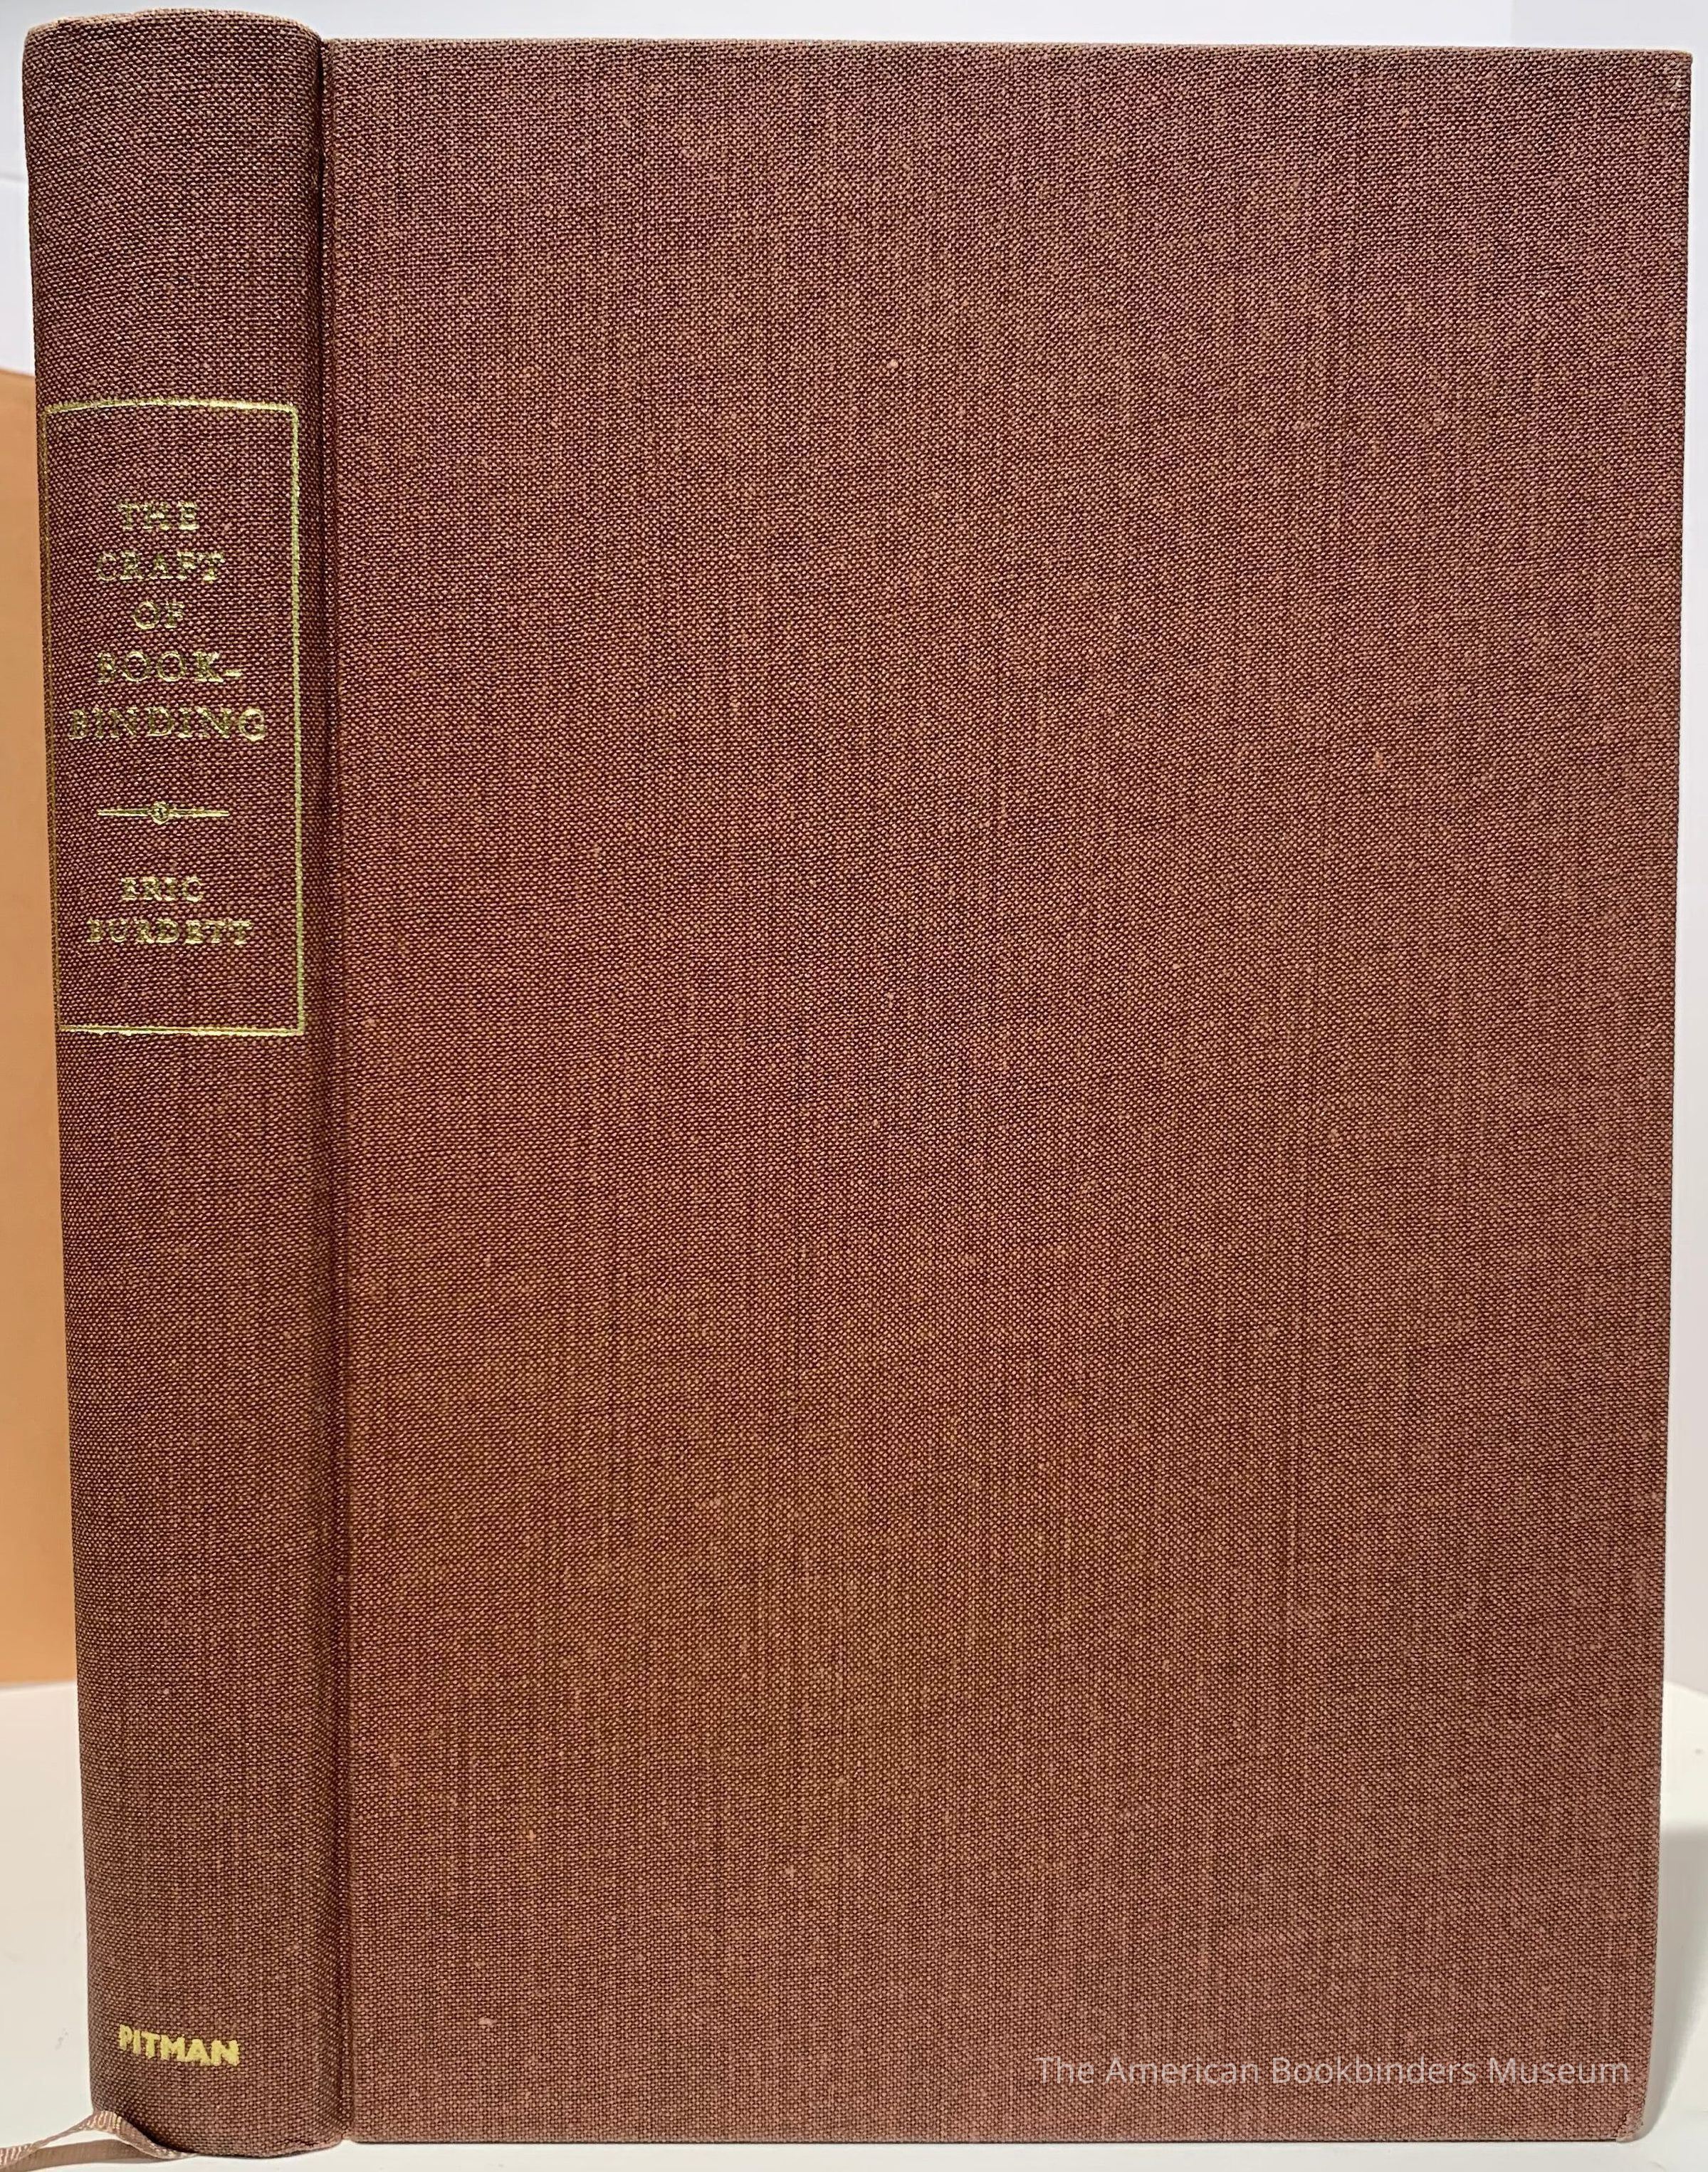 THE
CRAFT
OF
BOOK-
BINDING
ERIC
BURDETT
PITMAN
The American Bookbinders Museum